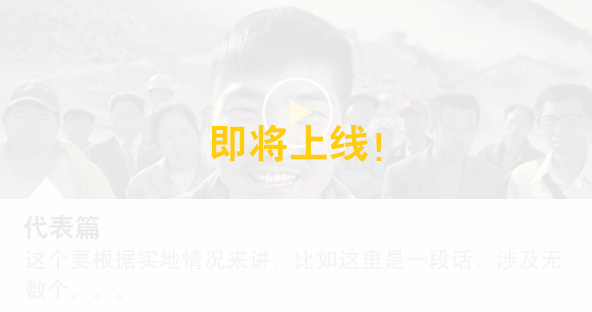 即将上线！
代表篇
这个要根据实地情况来讲．比如这里是一段话．涉及无
数个。。。